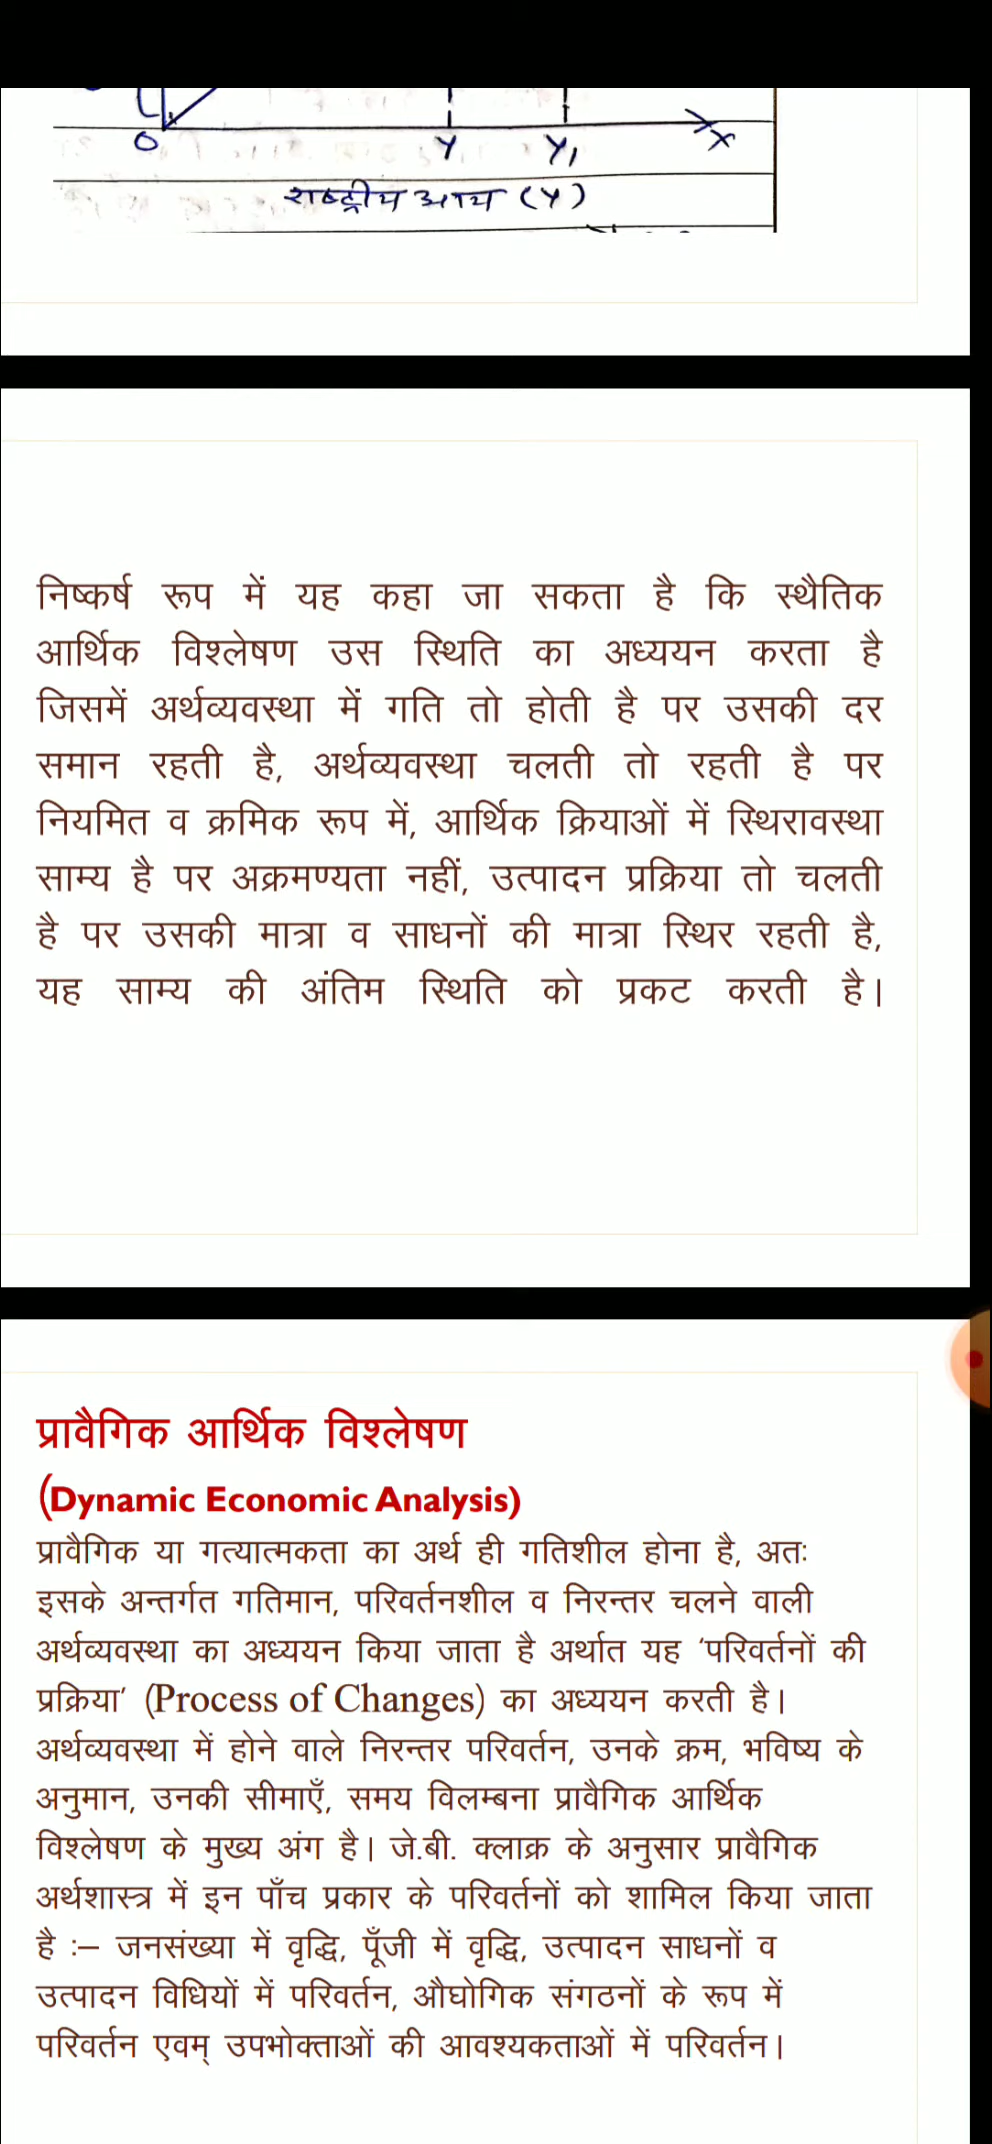 O Y Y₁ X
राष्ट्रीय आय (Y)
निष्कर्ष रूप में यह कहा जा सकता है कि स्थैतिक
आर्थिक विश्लेषण उस स्थिति का अध्ययन करता है
जिसमें अर्थव्यवस्था में गति तो होती है पर उसकी दर
समान रहती है, अर्थव्यवस्था चलती तो रहती है पर
नियमित व क्रमिक रूप में, आर्थिक क्रियाओं में स्थिरावस्था
साम्य है पर अक्रमण्यता नहीं, उत्पादन प्रक्रिया तो चलती
है पर उसकी मात्रा व साधनों की मात्रा स्थिर रहती है,
यह साम्य की अंतिम स्थिति को प्रकट करती है।
प्रावैगिक आर्थिक विश्लेषण
(Dynamic Economic Analysis)
प्रावैगिक या गत्यात्मकता का अर्थ ही गतिशील होना है, अतः
इसके अन्तर्गत गतिमान, परिवर्तनशील व निरन्तर चलने वाली
अर्थव्यवस्था का अध्ययन किया जाता है अर्थात यह ‘परिवर्तनों की
प्रक्रिया’ (Process of Changes) का अध्ययन करती है।
अर्थव्यवस्था में होने वाले निरन्तर परिवर्तन, उनके क्रम, भविष्य के
अनुमान, उनकी सीमाएँ, समय विलम्बना प्रावैगिक आर्थिक
विश्लेषण के मुख्य अंग है। जे.बी. क्लाक्र के अनुसार प्रावैगिक
अर्थशास्त्र में इन पाँच प्रकार के परिवर्तनों को शामिल किया जाता
है :– जनसंख्या में वृद्धि, पूँजी में वृद्धि, उत्पादन साधनों व
उत्पादन विधियों में परिवर्तन, औघोगिक संगठनों के रूप में
परिवर्तन एवम् उपभोक्ताओं की आवश्यकताओं में परिवर्तन।